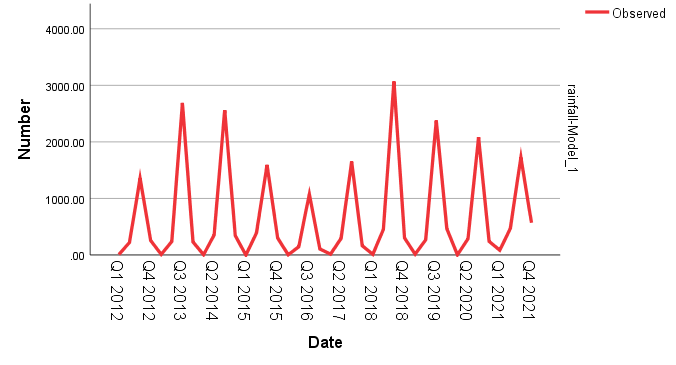 Observed
4000.00
3000.00
2000.00
1000.00
.00
Number
rainfall-Model_1
Q1 2012
Q4 2012
Q3 2013
Q2 2014
Q1 2015
Q4 2015
Q3 2016
Q2 2017
Q1 2018
Q4 2018
Q3 2019
Q2 2020
Q1 2021
Q4 2021
Date